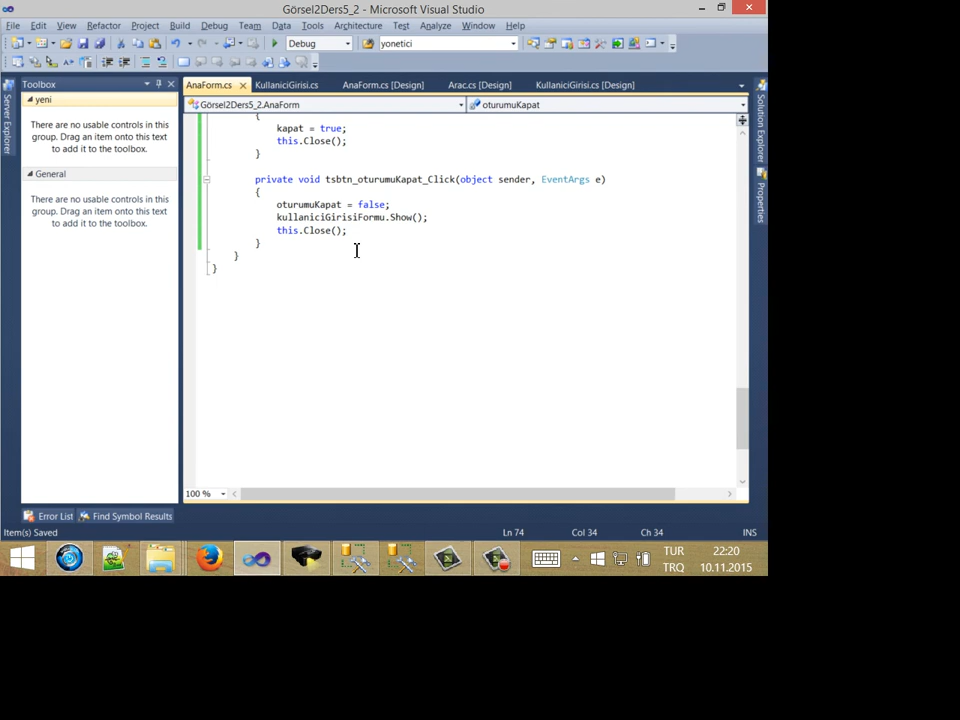 Görsel2Ders5_2 - Microsoft Visual Studio
File Edit View Refactor Project Build Debug Team Data Tools Architecture Test Analyze Window Help
Debug yonetici
Toolbox
AnaForm.cs KullaniciGirisi.cs AnaForm.cs [Design] Arac.cs [Design] KullaniciGirisi.cs [Design]
yeni
Görsel2Ders5_2.AnaForm oturumuKapat
There are no usable controls in this
group. Drag an item onto this text
to add it to the toolbox.
General
There are no usable controls in this
group. Drag an item onto this text
to add it to the toolbox.
Server Explorer
{
kapat = true;
this.Close();
}
private void tsbtn_oturumuKapat_Click(object sender, EventArgs e)
{
oturumuKapat = false;
kullaniciGirisiFormu.Show();
this.Close();
}
}
}
Solution Explorer
Properties
100 %
Error List Find Symbol Results
Item(s) Saved Ln 74 Col 34 Ch 34 INS
TUR 22:20
TRQ 10.11.2015